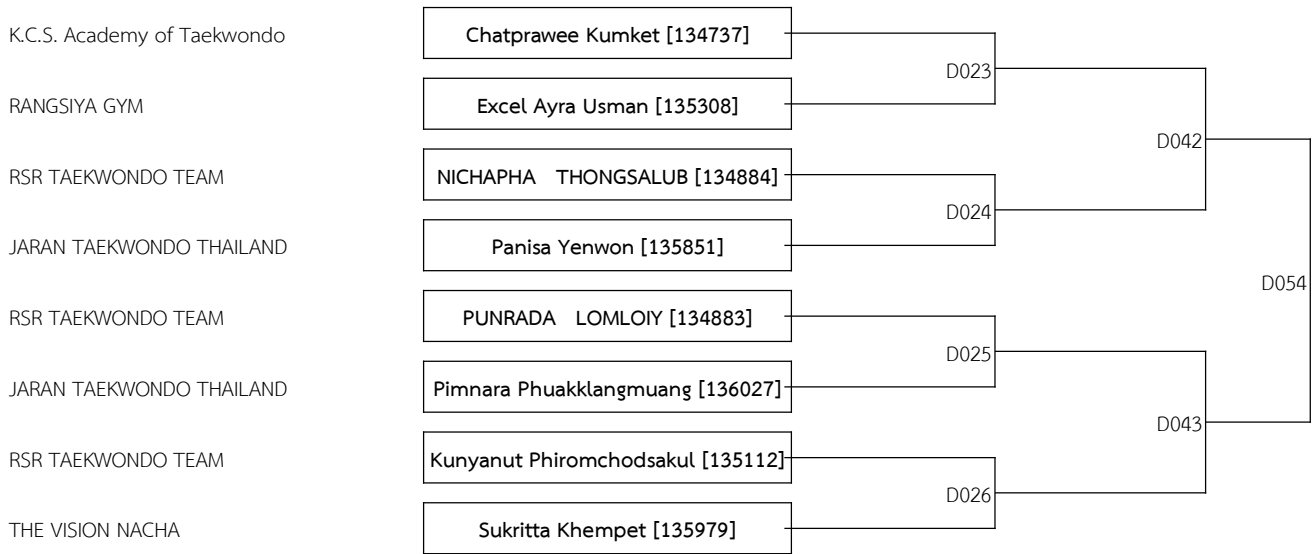 K.C.S. Academy of Taekwondo
Chatprawee Kumket [134737]
D023
RANGSIYA GYM
Excel Ayra Usman [135308]
D042
RSR TAEKWONDO TEAM
NICHAPHA THONGSALUB [134884]
D024
JARAN TAEKWONDO THAILAND
Panisa Yenwon [135851]
D054
RSR TAEKWONDO TEAM
PUNRADA LOMLOIY [134883]
D025
JARAN TAEKWONDO THAILAND
Pimnara Phuakklangmuang [136027]
D043
RSR TAEKWONDO TEAM
Kunyanut Phiromchodsakul [135112]
D026
THE VISION NACHA
Sukritta Khempet [135979]